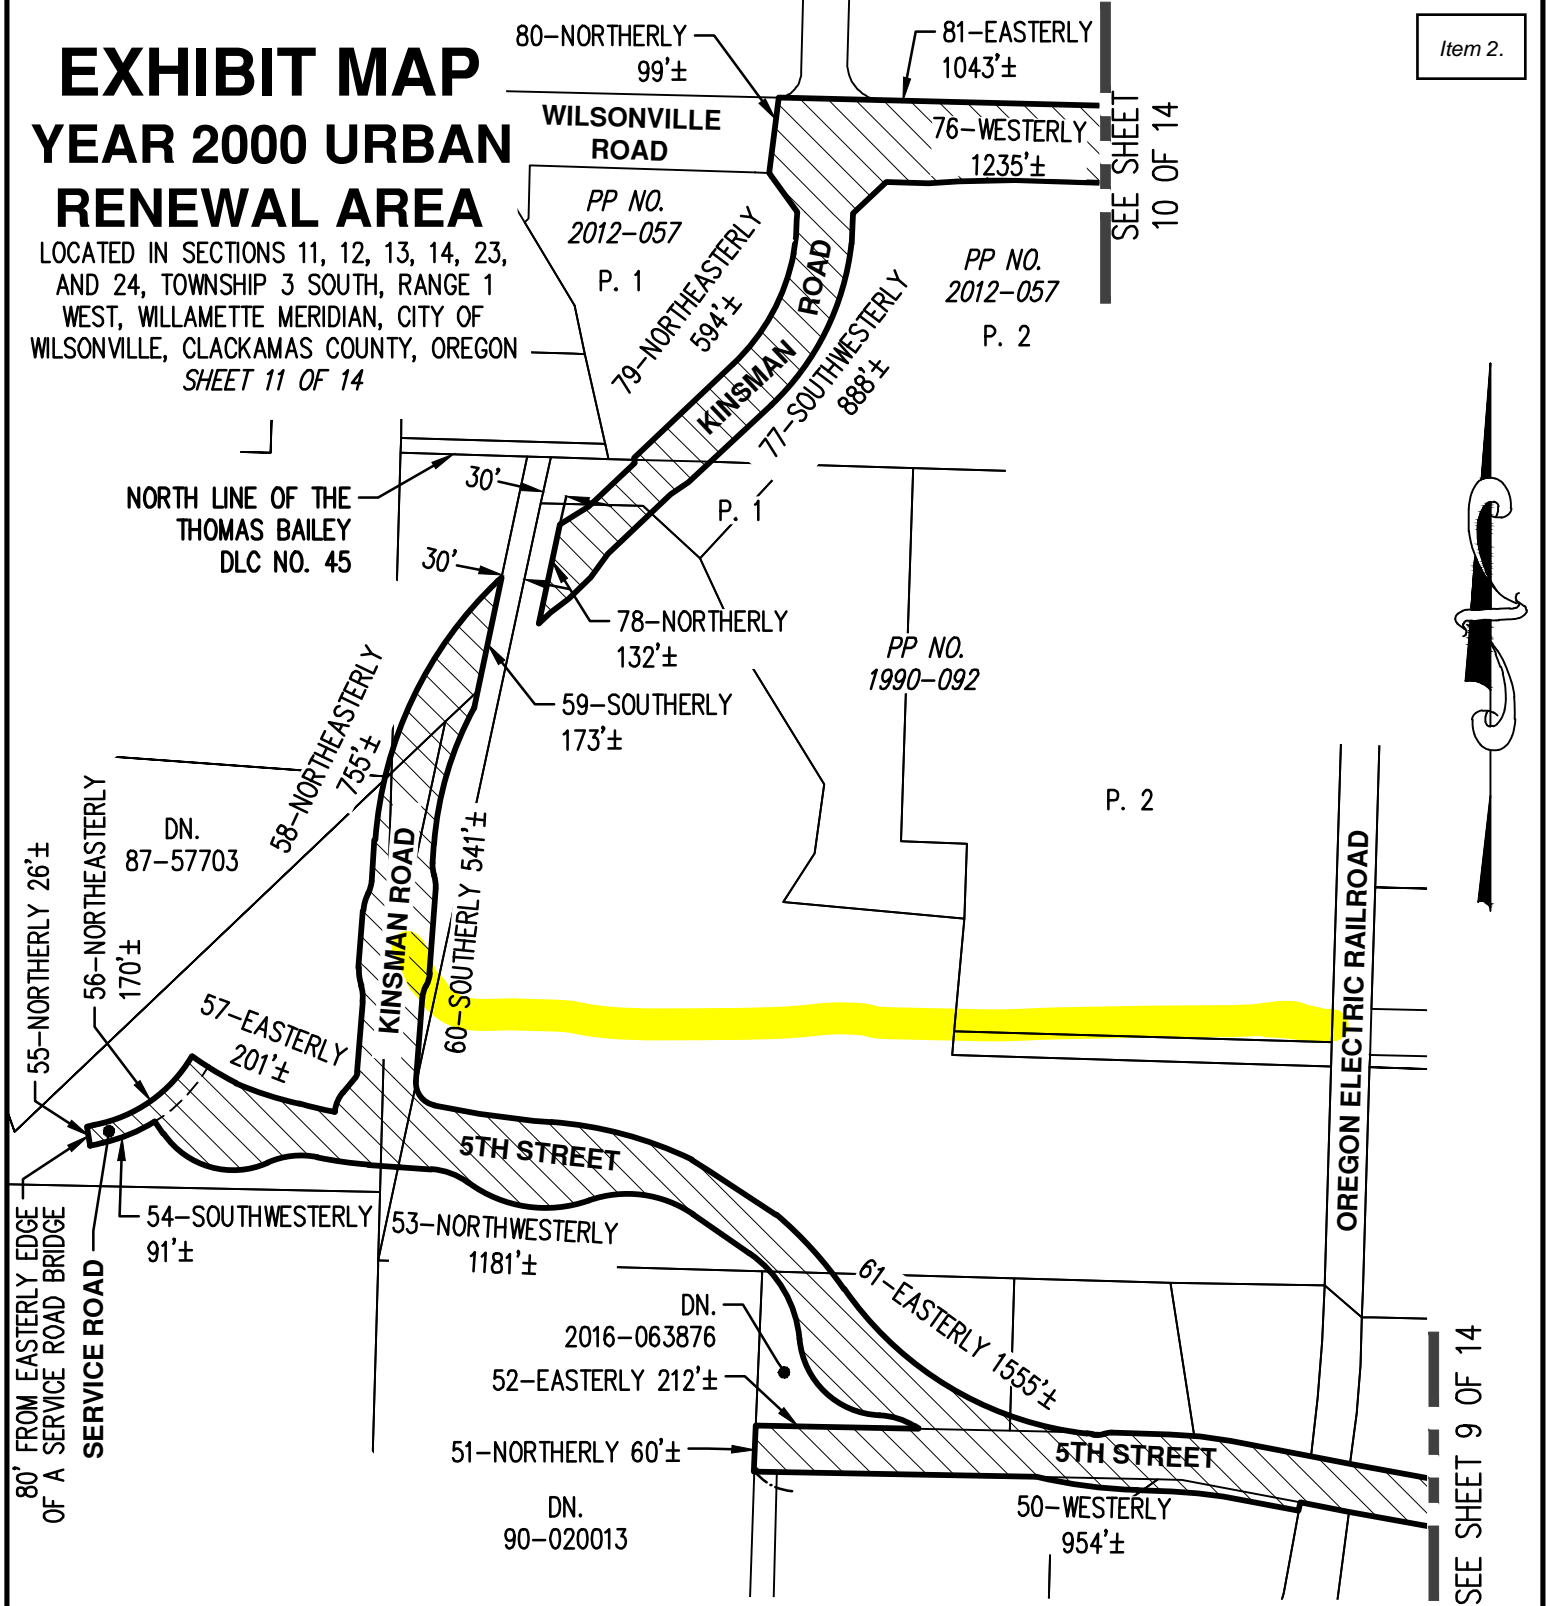 Item 2.
EXHIBIT MAP
YEAR 2000 URBAN
RENEWAL AREA
LOCATED IN SECTIONS 11, 12, 13, 14, 23,
AND 24, TOWNSHIP 3 SOUTH, RANGE 1
WEST, WILLAMETTE MERIDIAN, CITY OF
WILSONVILLE, CLACKAMAS COUNTY, OREGON
SHEET 11 OF 14
80-NORTHERLY
99'±
81-EASTERLY
1043'±
WILSONVILLE
ROAD
76-WESTERLY
1235'±
SEE SHEET
10 OF 14
PP NO.
2012-057
P. 1
79-NORTHEASTERLY
594'±
KINSMAN ROAD
77-SOUTHWESTERLY
888'±
PP NO.
2012-057
P. 2
NORTH LINE OF THE
THOMAS BAILEY
DLC NO. 45
30'
30'
P. 1
78-NORTHERLY
132'±
59-SOUTHERLY
173'±
PP NO.
1990-092
P. 2
58-NORTHEASTERLY
755'±
DN.
87-57703
55-NORTHERLY 26'±
56-NORTHEASTERLY
170'±
57-EASTERLY
201'±
KINSMAN ROAD
60-SOUTHERLY 541'±
OREGON ELECTRIC RAILROAD
5TH STREET
80' FROM EASTERLY EDGE
OF A SERVICE ROAD BRIDGE
SERVICE ROAD
54-SOUTHWESTERLY
91'±
53-NORTHWESTERLY
1181'±
61-EASTERLY 1555'±
DN.
2016-063876
52-EASTERLY 212'±
51-NORTHERLY 60'±
5TH STREET
DN.
90-020013
50-WESTERLY
954'±
SEE SHEET 9 OF 14